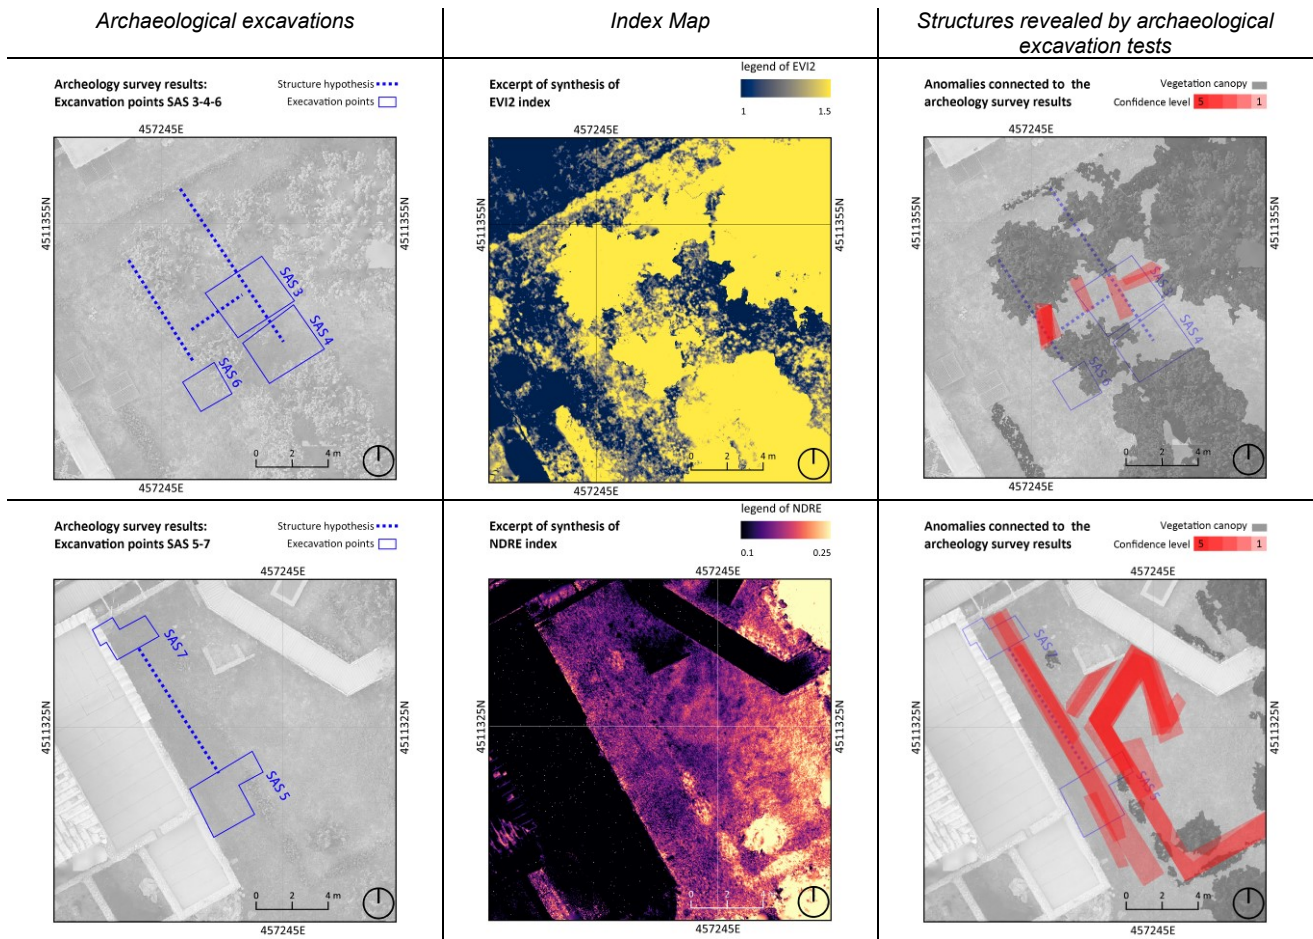 Archaeological excavations
Index Map
Structures revealed by archaeological
excavation tests
Archeology survey results:
Excanvation points SAS 3-4-6
Structure hypothesis
Execavation points
457245E
4511355N
4511355N
SAS 3
SAS 4
SAS 6
0 2 4 m
457245E
Excerpt of synthesis of
EVI2 index
legend of EVI2
1 1.5
457245E
4511355N
4511355N
0 2 4 m
457245E
Anomalies connected to the
archeology survey results
Vegetation canopy
Confidence level 5 1
457245E
4511355N
4511355N
SAS 3
SAS 4
SAS 6
0 2 4 m
457245E
Archeology survey results:
Excanvation points SAS 5-7
Structure hypothesis
Execavation points
457245E
4511325N
4511325N
SAS 7
SAS 5
0 2 4 m
457245E
Excerpt of synthesis of
NDRE index
legend of NDRE
0.1 0.25
457245E
4511325N
4511325N
0 2
457245E
Anomalies connected to the
archeology survey results
Vegetation canopy
Confidence level 5 1
457245E
4511325N
4511325N
SAS 5
0 2 4 m
457245E